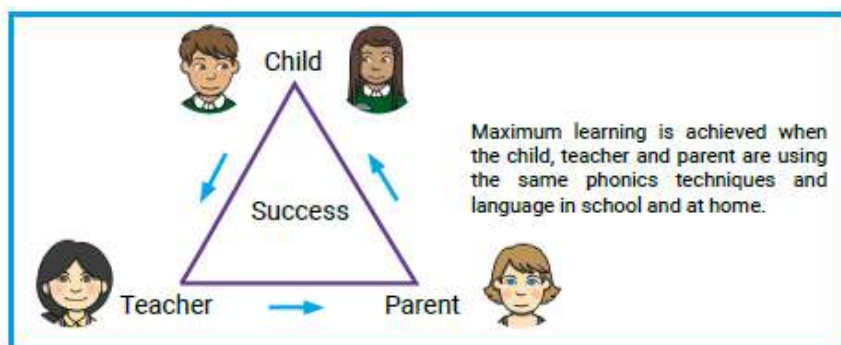 Child
Maximum learning is achieved when
the child, teacher and parent are using
the same phonics techniques and
language in school and at home.
Success
Teacher
Parent